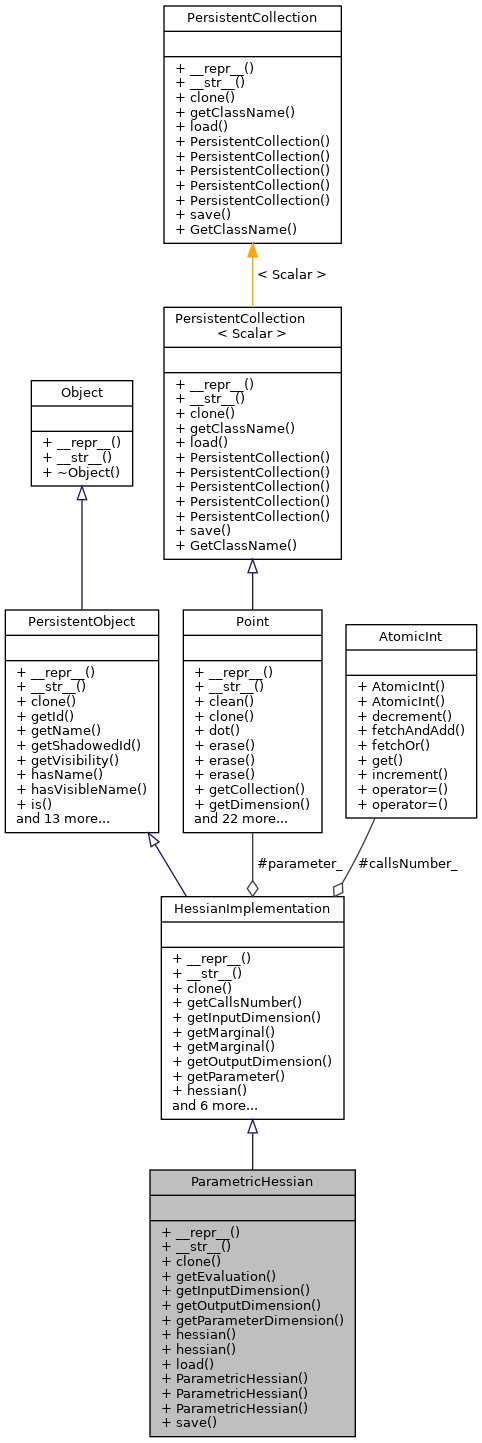 PersistentCollection
+ __repr__()
+ __str__()
+ clone()
+ getClassName()
+ load()
+ PersistentCollection()
+ PersistentCollection()
+ PersistentCollection()
+ PersistentCollection()
+ PersistentCollection()
+ save()
+ GetClassName()
< Scalar >
PersistentCollection
< Scalar >
+ __repr__()
+ __str__()
+ clone()
+ getClassName()
+ load()
+ PersistentCollection()
+ PersistentCollection()
+ PersistentCollection()
+ PersistentCollection()
+ PersistentCollection()
+ save()
+ GetClassName()
Object
+ __repr__()
+ __str__()
+ ~Object()
PersistentObject
+ __repr__()
+ __str__()
+ clone()
+ getId()
+ getName()
+ getShadowedId()
+ getVisibility()
+ hasName()
+ hasVisibleName()
+ is()
and 13 more...
Point
+ __repr__()
+ __str__()
+ clean()
+ clone()
+ dot()
+ erase()
+ erase()
+ erase()
+ getCollection()
+ getDimension()
and 22 more...
AtomicInt
+ AtomicInt()
+ AtomicInt()
+ decrement()
+ fetchAndAdd()
+ fetchOr()
+ get()
+ increment()
+ operator=()
+ operator=()
#parameter_
#callsNumber_
HessianImplementation
+ __repr__()
+ __str__()
+ clone()
+ getCallsNumber()
+ getInputDimension()
+ getMarginal()
+ getMarginal()
+ getOutputDimension()
+ getParameter()
+ hessian()
and 6 more...
ParametricHessian
+ __repr__()
+ __str__()
+ clone()
+ getEvaluation()
+ getInputDimension()
+ getOutputDimension()
+ getParameterDimension()
+ hessian()
+ hessian()
+ load()
+ ParametricHessian()
+ ParametricHessian()
+ ParametricHessian()
+ save()